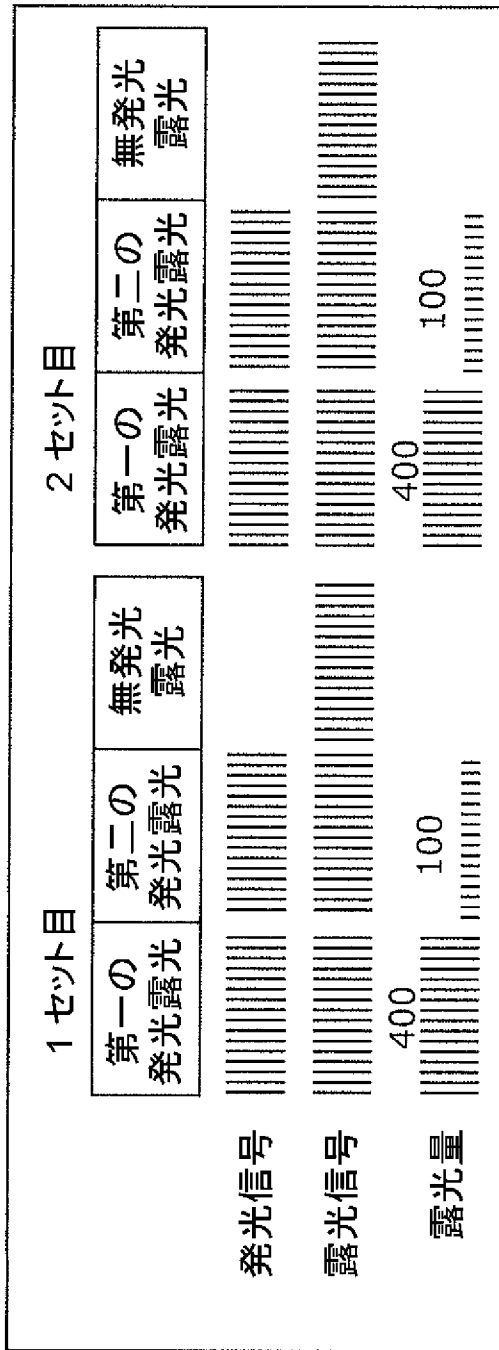 1セット目
2セット目
第一の
発光露光
第二の
発光露光
無発光
露光
第一の
発光露光
第二の
発光露光
無発光
露光
発光信号
露光信号
400
100
400
100
露光量